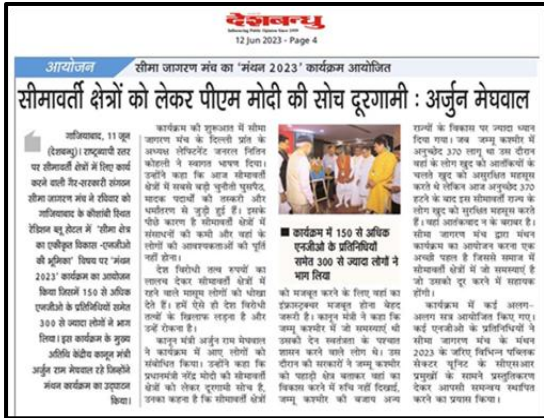 देशबन्धु
Influencing Public Opinion Since 1959
12 Jun 2023 - Page 4
आयोजन
सीमा जागरण मंच का 'मंथन 2023' कार्यक्रम आयोजित
सीमावर्ती क्षेत्रों को लेकर पीएम मोदी की सोच दूरगामी : अर्जुन मेघवाल
गाजियाबाद, 11 जून
(देशबन्धु)। राष्ट्रव्यापी स्तर
पर सीमावर्ती क्षेत्रों में लिए कार्य
करने वाली गैर-सरकारी संगठन
सीमा जागरण मंच ने रविवार को
गाजियाबाद के कौशांबी स्थित
रेडिशन ब्लू होटल में 'सीमा क्षेत्र
का एकीकृत विकास -एनजीओ
की भूमिका' विषय पर 'मंथन
2023' कार्यक्रम का आयोजन
किया जिसमें 150 से अधिक
एनजीओ के प्रतिनिधियों समेत
300 से ज्यादा लोगों ने भाग
लिया। इस कार्यक्रम के मुख्य
अतिथि केंद्रीय कानून मंत्री
अर्जुन राम मेघवाल रहे जिन्होंने
मंथन कार्यक्रम का उद्घाटन
किया।
कार्यक्रम की शुरूआत में सीमा
जागरण मंच के दिल्ली प्रांत के
अध्यक्ष लेफ्टिनेंट जनरल नितिन
कोहली ने स्वागत भाषण दिया।
उन्होंने कहा कि आज सीमावर्ती
क्षेत्रों में सबसे बड़ी चुनौती घुसपैठ,
मादक पदार्थों की तस्करी और
धर्मांतरण से जुड़ी हुई हैं। इसके
पीछे कारण है सीमावर्ती क्षेत्रों में
संसाधनों की कमी और वहां के
लोगों की आवश्यकताओं की पूर्ति
नहीं होना।
देश विरोधी तत्व रुपयों का
लालच देकर सीमावर्ती क्षेत्रों में
रहने वाले मासूम लोगों को धोखा
देते हैं। हमें ऐसे ही देश विरोधी
तत्वों के खिलाफ लड़ना है और
उन्हें रोकना है।
कानून मंत्री अर्जुन राम मेघवाल
ने कार्यक्रम में आए लोगों को
संबोधित किया। उन्होंने कहा कि
प्रधानमंत्री नरेंद्र मोदी की सीमावर्ती
क्षेत्रों को लेकर दूरगामी सोच है,
उनका कहना है कि सीमावर्ती क्षेत्रों
■ कार्यक्रम में 150 से अधिक
एनजीओ के प्रतिनिधियों
समेत 300 से ज्यादा लोगों ने
भाग लिया
को मजबूत करने के लिए वहां का
इंफ्रास्ट्रक्चर मजबूत होना बेहद
जरूरी है। कानून मंत्री ने कहा कि
जम्मू कश्मीर में जो समस्याएं थी
उसकी देन स्वतंत्रता के पश्चात
शासन करने वाले लोग थे। उस
दौरान की सरकारों ने जम्मू कश्मीर
को पहाड़ी क्षेत्र बताकर वहां का
विकास करने में रुचि नहीं दिखाई,
जम्मू कश्मीर की बजाय अन्य
राज्यों के विकास पर ज्यादा ध्यान
दिया गया। जब जम्मू कश्मीर में
अनुच्छेद 370 लागू था उस दौरान
वहां के लोग खुद को आतंकियों के
चलते खुद को असुरक्षित महसूस
करते थे लेकिन आज अनुच्छेद 370
हटने के बाद इस सीमावर्ती राज्य के
लोग खुद को सुरक्षित महसूस करते
है। वहां आतंकवाद न के बराबर है।
सीमा जागरण मंच द्वारा मंथन
कार्यक्रम का आयोजन करना एक
अच्छी पहल है जिससे समाज में
सीमावर्ती क्षेत्रों में जो समस्याएं है
जो उसको दूर करने में सहायक
होंगी।
कार्यक्रम में कई अलग-
अलग सत्र आयोजित किए गए।
कई एनजीओ के प्रतिनिधियों ने
सीमा जागरण मंच के मंथन
2023 के जरिए विभिन्न पब्लिक
सेक्टर यूनिट के सीएसआर
प्रमुखों के सामने प्रस्तुतिकरण
देकर आपसी समन्वय स्थापित
करने का प्रयास किया।